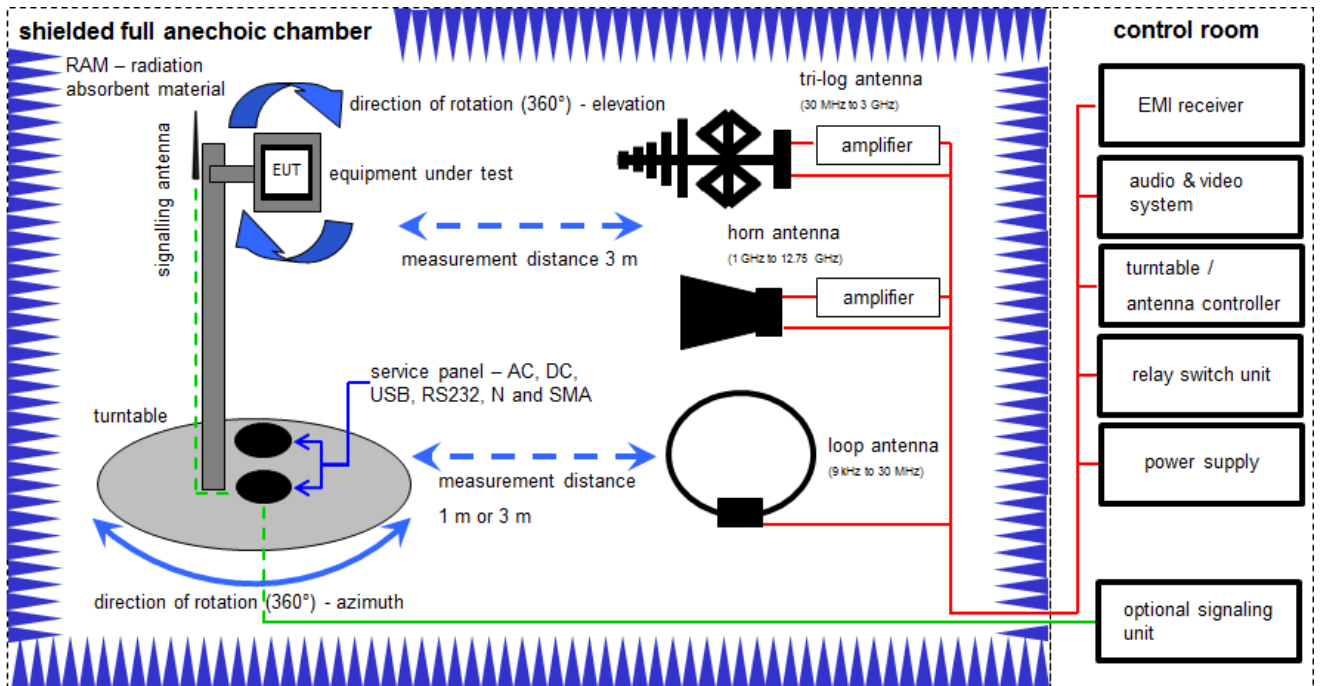 shielded full anechoic chamber
control room
RAM – radiation
absorbent material
direction of rotation (360°) - elevation
signalling antenna
EUT
equipment under test
tri-log antenna
(30 MHz to 3 GHz)
amplifier
measurement distance 3 m
horn antenna
(1 GHz to 12.75 GHz)
amplifier
service panel – AC, DC,
USB, RS232, N and SMA
turntable
loop antenna
(9 kHz to 30 MHz)
measurement distance
1 m or 3 m
direction of rotation (360°) - azimuth
EMI receiver
audio & video
system
turntable /
antenna controller
relay switch unit
power supply
optional signaling
unit